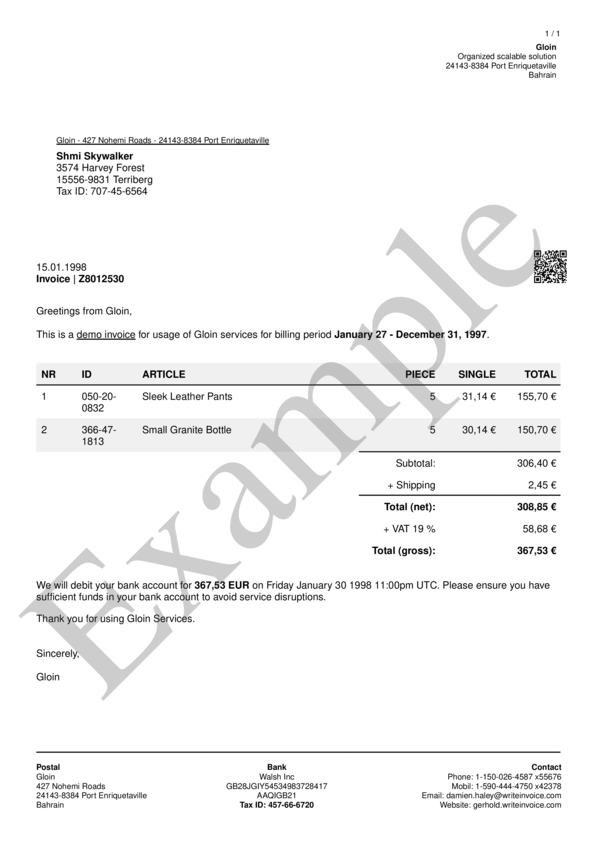 1 / 1
Gloin
Organized scalable solution
24143-8384 Port Enriquetaville
Bahrain
Gloin - 427 Nohemi Roads - 24143-8384 Port Enriquetaville
Shmi Skywalker
3574 Harvey Forest
15556-9831 Terriberg
Tax ID: 707-45-6564
15.01.1998
Invoice | Z8012530
Greetings from Gloin,
This is a demo invoice for usage of Gloin services for billing period January 27 - December 31, 1997.
NR ID ARTICLE PIECE SINGLE TOTAL
1 050-20- Sleek Leather Pants 5 31,14 € 155,70 €
0832
2 366-47- Small Granite Bottle 5 30,14 € 150,70 €
1813
Subtotal: 306,40 €
+ Shipping 2,45 €
Total (net): 308,85 €
+ VAT 19 % 58,68 €
Total (gross): 367,53 €
We will debit your bank account for 367,53 EUR on Friday January 30 1998 11:00pm UTC. Please ensure you have
sufficient funds in your bank account to avoid service disruptions.
Thank you for using Gloin Services.
Sincerely,
Gloin
Example
Postal
Gloin
427 Nohemi Roads
24143-8384 Port Enriquetaville
Bahrain
Bank
Walsh Inc
GB28JGIY54534983728417
AAQIGB21
Tax ID: 457-66-6720
Contact
Phone: 1-150-026-4587 x55676
Mobil: 1-590-444-4750 x42378
Email: damien.haley@writeinvoice.com
Website: gerhold.writeinvoice.com